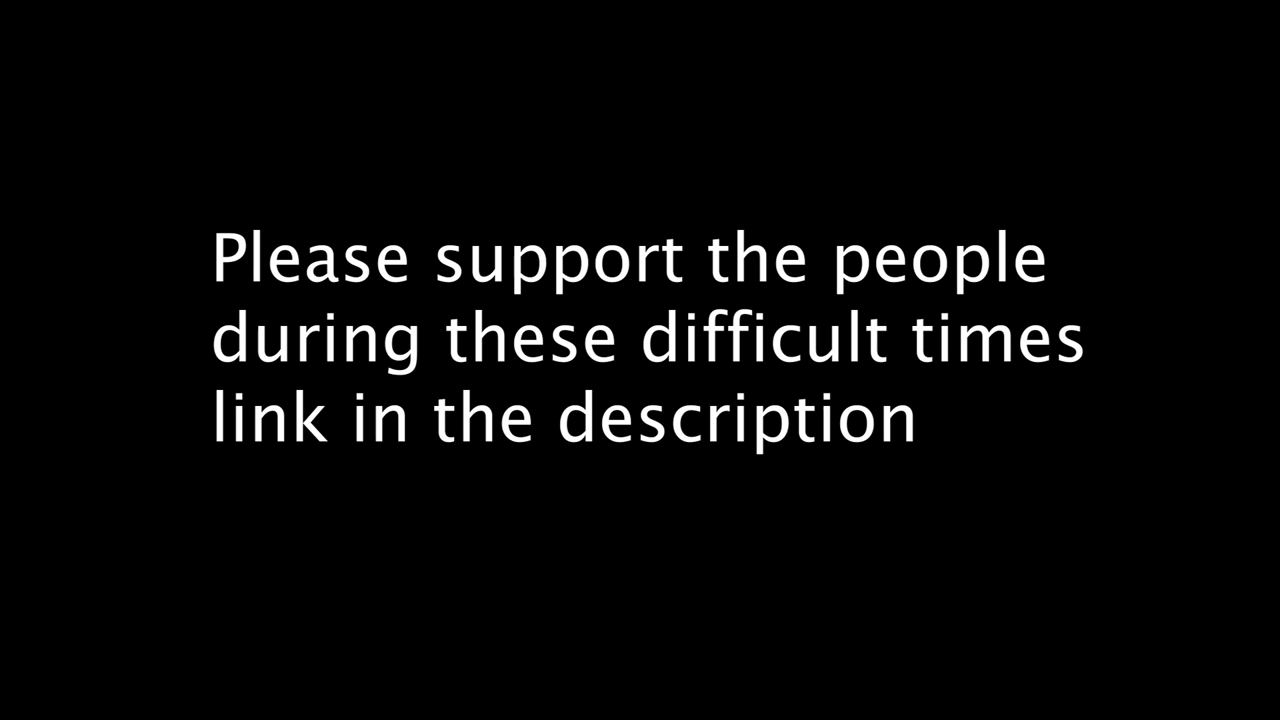 Please support the people
during these difficult times
link in the description